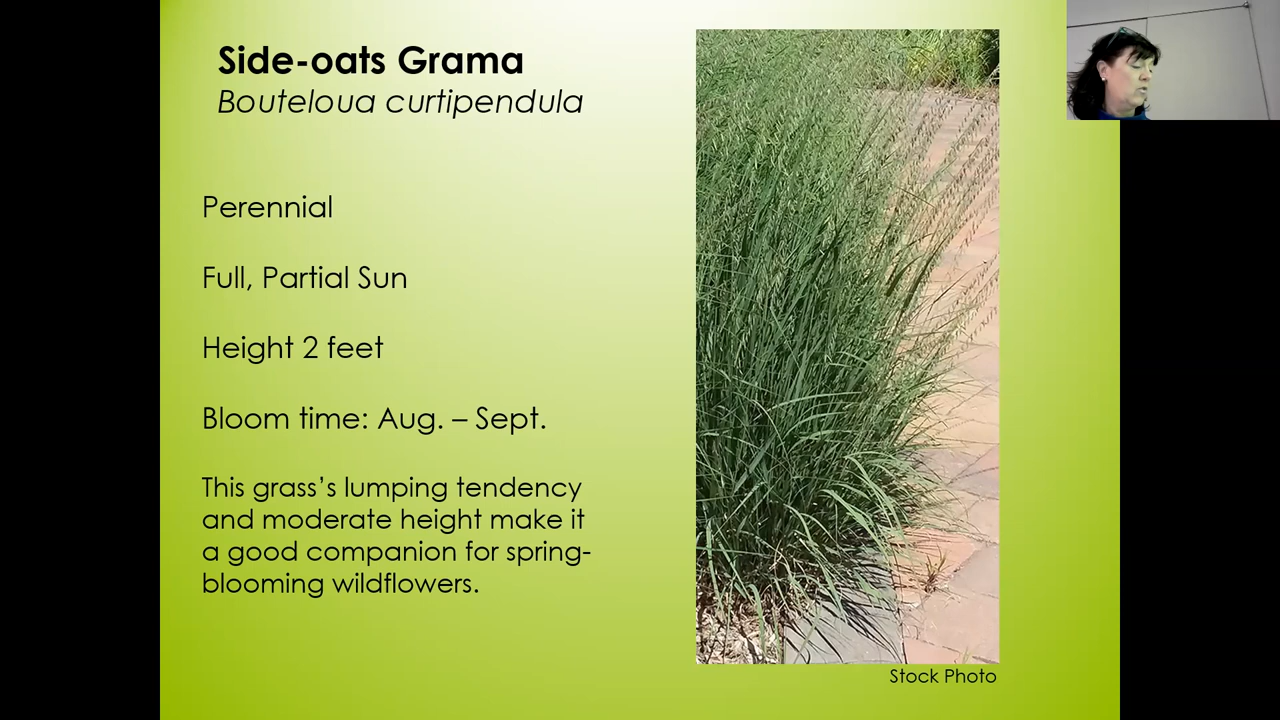 Side-oats Grama
Bouteloua curtipendula
Perennial
Full, Partial Sun
Height 2 feet
Bloom time: Aug. – Sept.
This grass’s lumping tendency
and moderate height make it
a good companion for spring-
blooming wildflowers.
Stock Photo